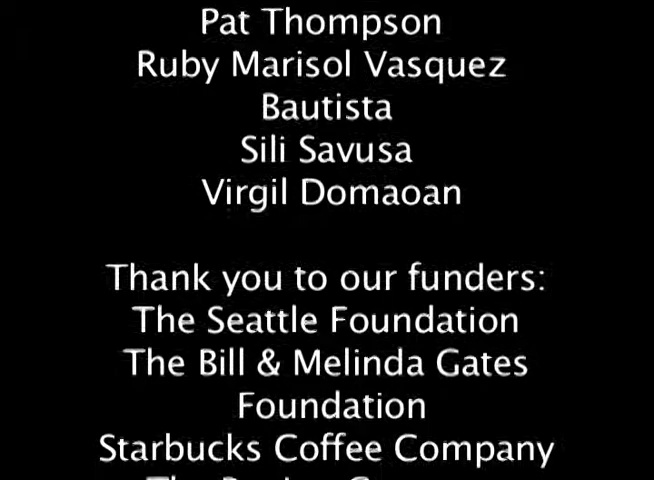 Pat Thompson
Ruby Marisol Vasquez
Bautista
Sili Savusa
Virgil Domaoan
Thank you to our funders:
The Seattle Foundation
The Bill & Melinda Gates
Foundation
Starbucks Coffee Company
The